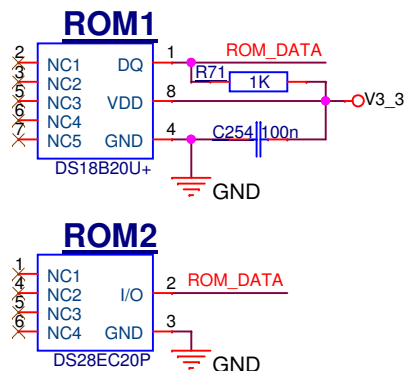 ROM1
2 NC1 DQ 1 ROM_DATA
3 NC2 R71 1K
5 NC3 VDD 8 V3_3
6 NC4
7 NC5 GND 4 C254 100n
DS18B20U+
GND
ROM2
1 NC1
4 NC2 I/O 2 ROM_DATA
5 NC3
6 NC4 GND 3
DS28EC20P
GND